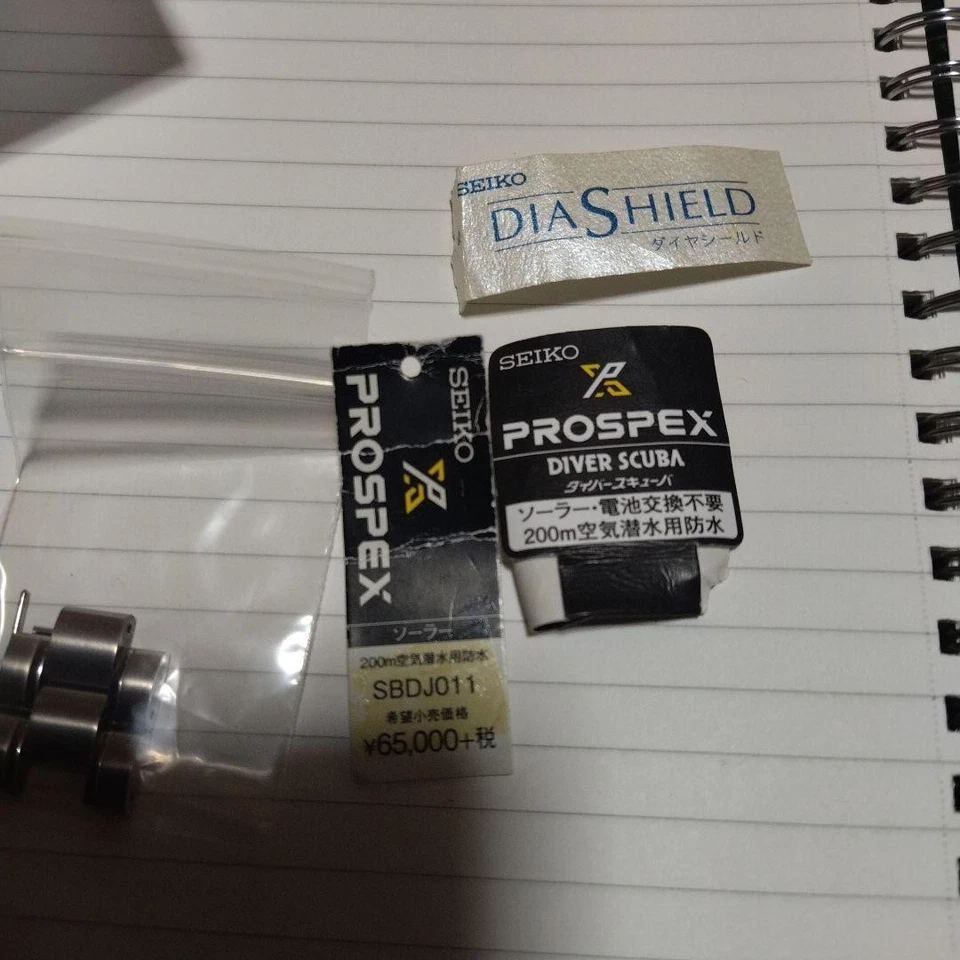 SEIKO
DIASHIELD
ダイヤシールド
SEIKO
PROSPEX
ソーラー
200m空気潜水用防水
SBDJ011
希望小売価格
¥65,000+税
SEIKO
PROSPEX
DIVER SCUBA
ダイバースキューバ
ソーラー・電池交換不要
200m空気潜水用防水